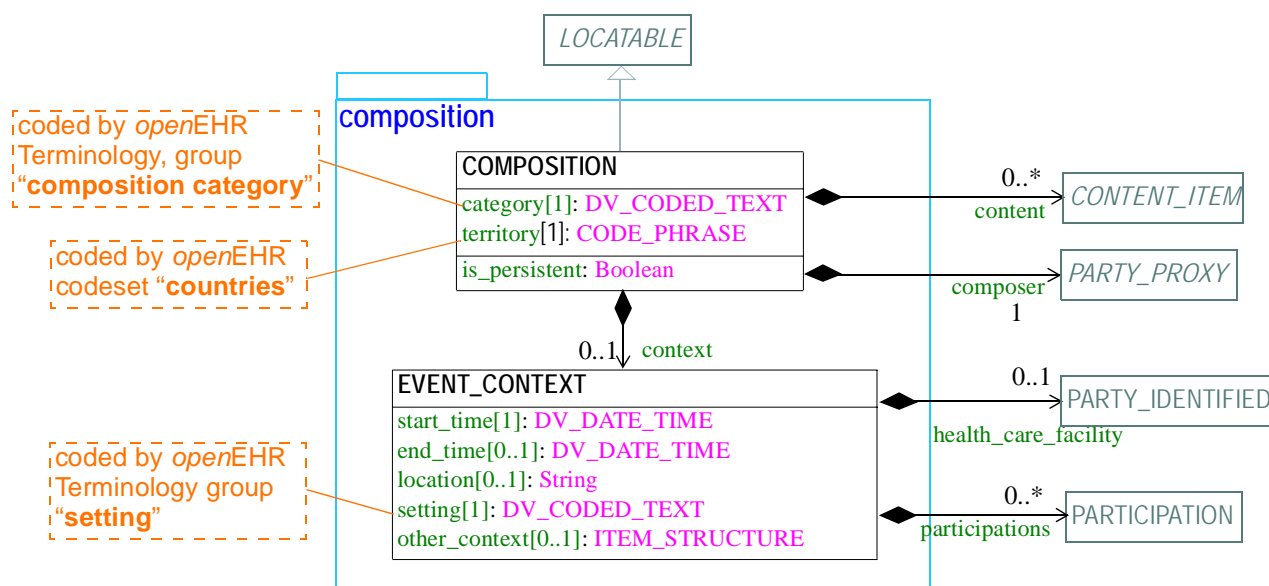 LOCATABLE
composition
coded by openEHR
Terminology, group
“composition category”
COMPOSITION
category[1]: DV_CODED_TEXT
territory[1]: CODE_PHRASE
is_persistent: Boolean
0..*
content
CONTENT_ITEM
coded by openEHR
codeset “countries”
composer
1
PARTY_PROXY
0..1
context
EVENT_CONTEXT
start_time[1]: DV_DATE_TIME
end_time[0..1]: DV_DATE_TIME
location[0..1]: String
setting[1]: DV_CODED_TEXT
other_context[0..1]: ITEM_STRUCTURE
0..1
PARTY_IDENTIFIED
health_care_facility
coded by openEHR
Terminology group
“setting”
0..*
participations
PARTICIPATION